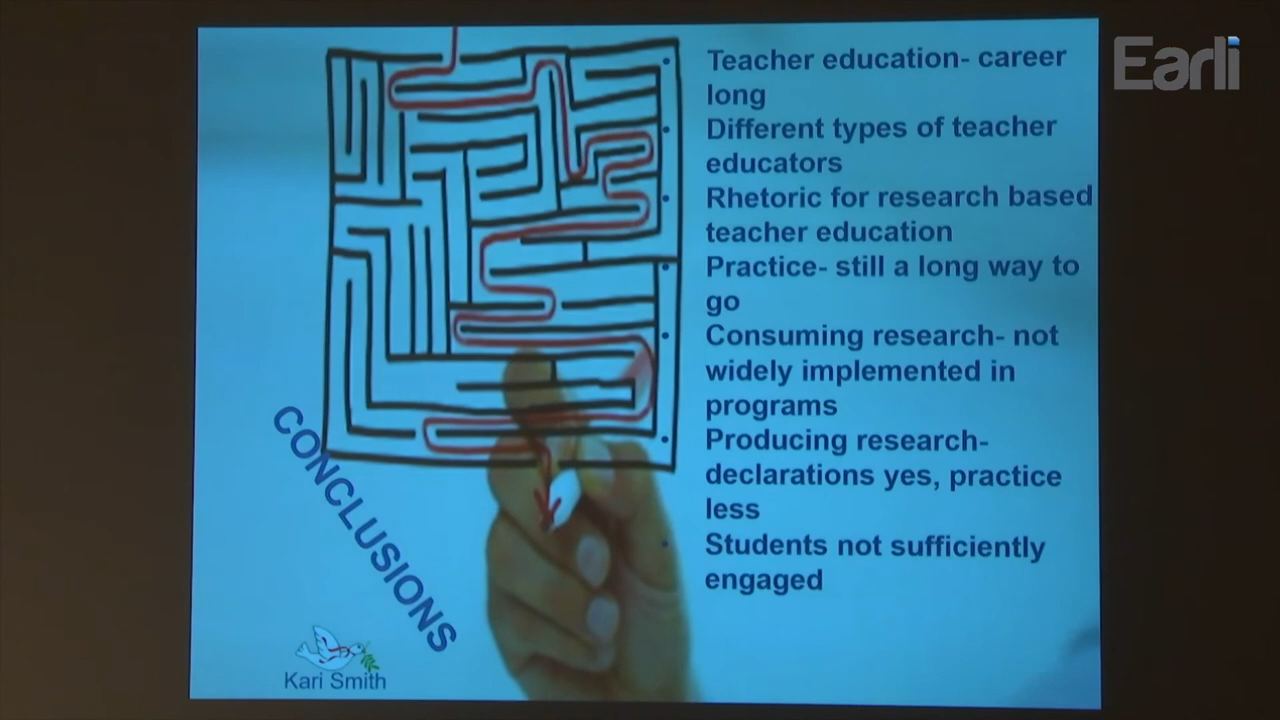 Earli
Teacher education- career
long
Different types of teacher
educators
Rhetoric for research based
teacher education
Practice- still a long way to
go
Consuming research- not
widely implemented in
programs
Producing research-
declarations yes, practice
less
Students not sufficiently
engaged
CONCLUSIONS
Kari Smith